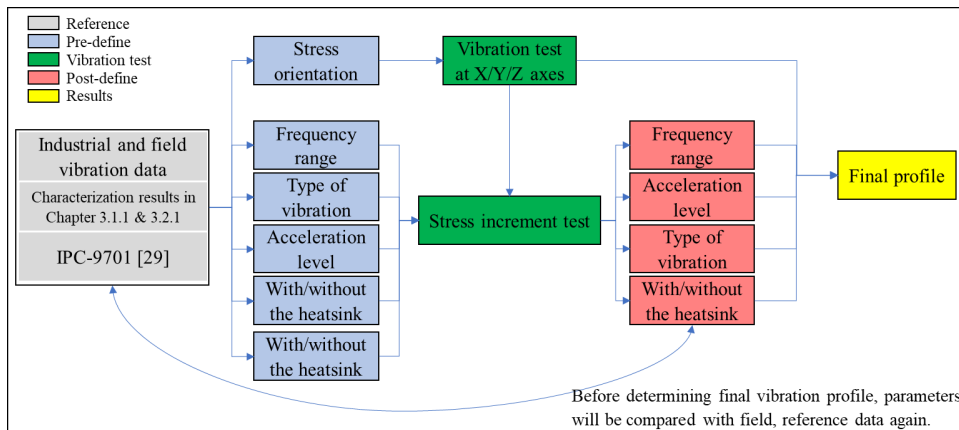 Reference
Pre-define
Vibration test
Post-define
Results
Stress
orientation
Vibration test
at X/Y/Z axes
Industrial and field
vibration data
Characterization results in
Chapter 3.1.1 & 3.2.1
IPC-9701 [29]
Frequency
range
Type of
vibration
Acceleration
level
With/without
the heatsink
With/without
the heatsink
Stress increment test
Frequency
range
Acceleration
level
Type of
vibration
With/without
the heatsink
Final profile
Before determining final vibration profile, parameters
will be compared with field, reference data again.